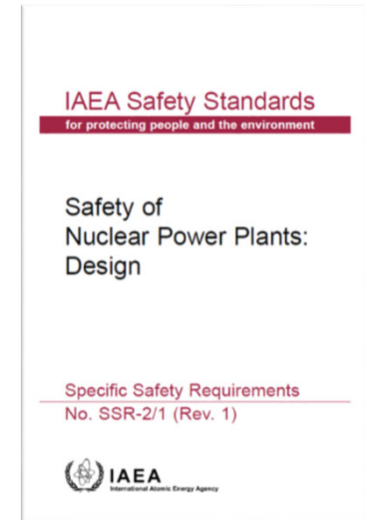 IAEA Safety Standards
for protecting people and the environment
Safety of
Nuclear Power Plants:
Design
Specific Safety Requirements
No. SSR-2/1 (Rev. 1)
IAEA
International Atomic Energy Agency